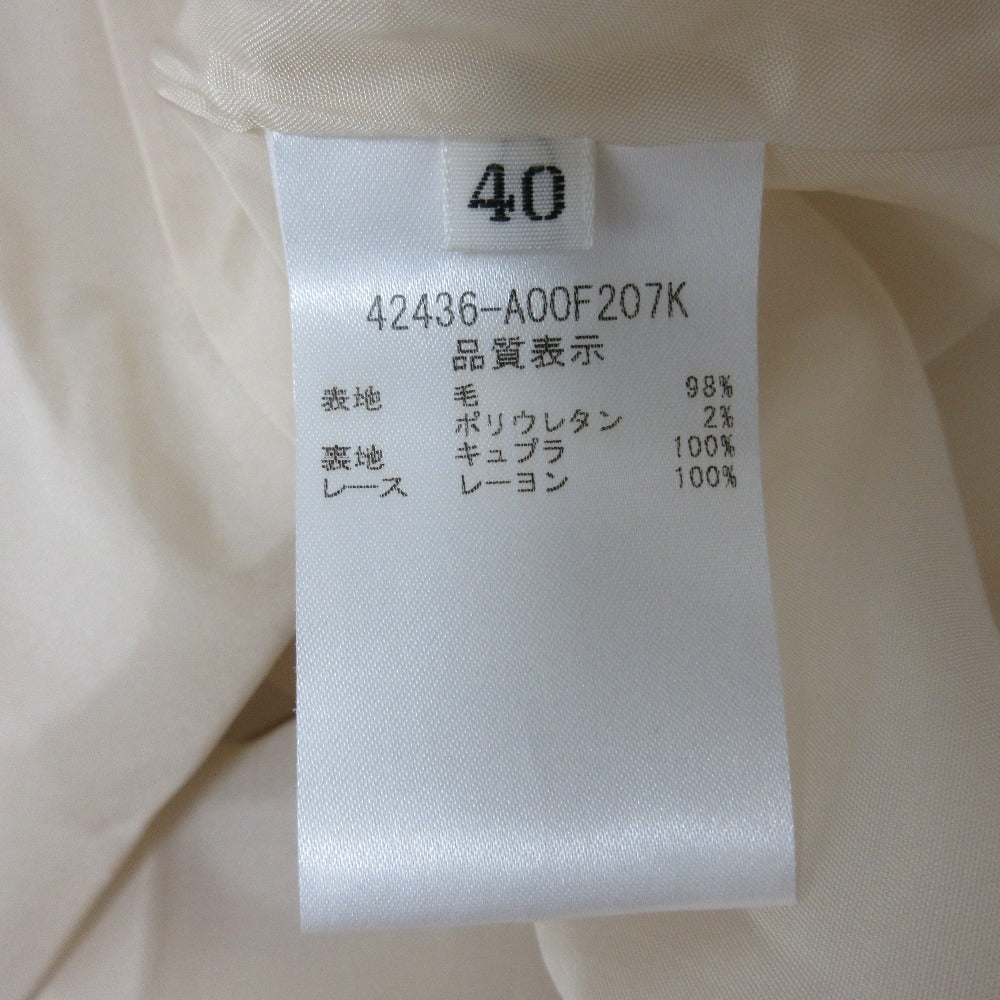 40
42436-A00F207K
品質表示
表地 毛 98%
ポリウレタン 2%
裏地 キュプラ 100%
レース レーヨン 100%